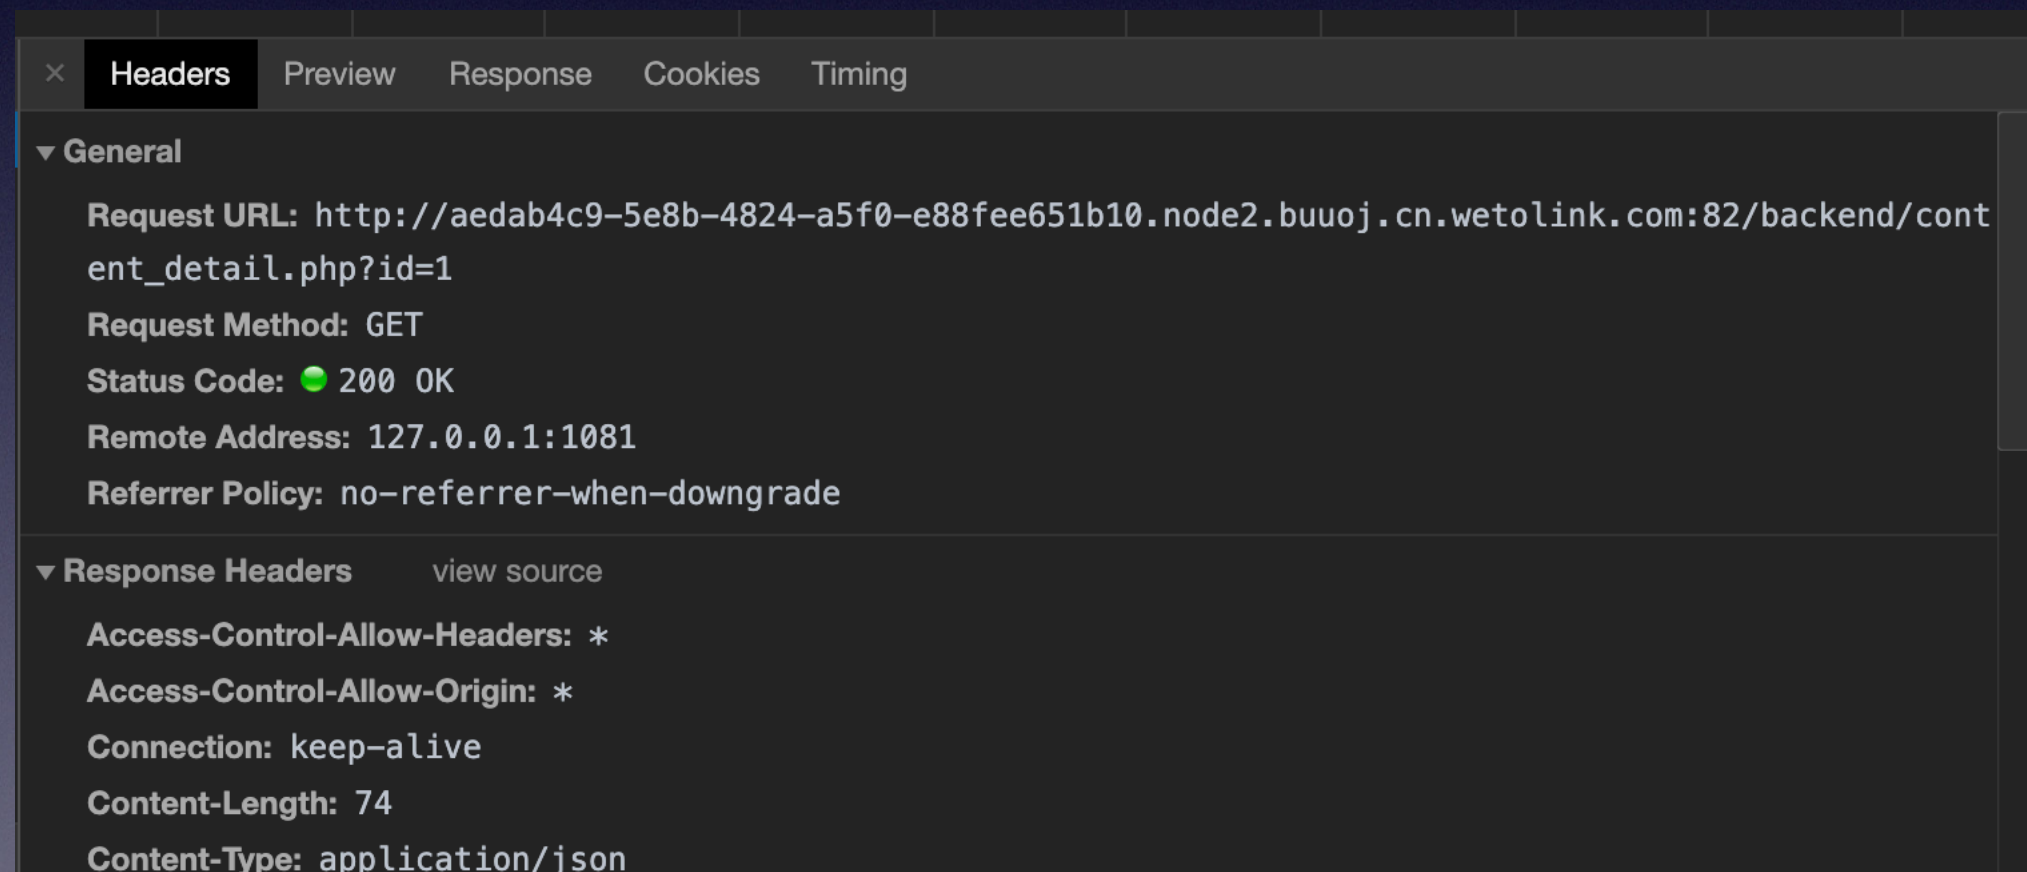 × Headers Preview Response Cookies Timing
▼ General
Request URL: http://aedab4c9-5e8b-4824-a5f0-e88fee651b10.node2.buuoj.cn.wetolink.com:82/backend/cont
ent_detail.php?id=1
Request Method: GET
Status Code: 200 OK
Remote Address: 127.0.0.1:1081
Referrer Policy: no-referrer-when-downgrade
▼ Response Headers view source
Access-Control-Allow-Headers: *
Access-Control-Allow-Origin: *
Connection: keep-alive
Content-Length: 74
Content-Type: application/json